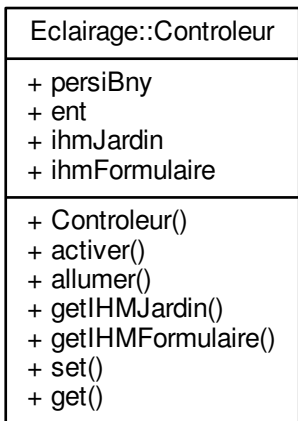 Eclairage::Controleur
+ persiBny
+ ent
+ ihmJardin
+ ihmFormulaire
+ Controleur()
+ activer()
+ allumer()
+ getIHMJardin()
+ getIHMFormulaire()
+ set()
+ get()